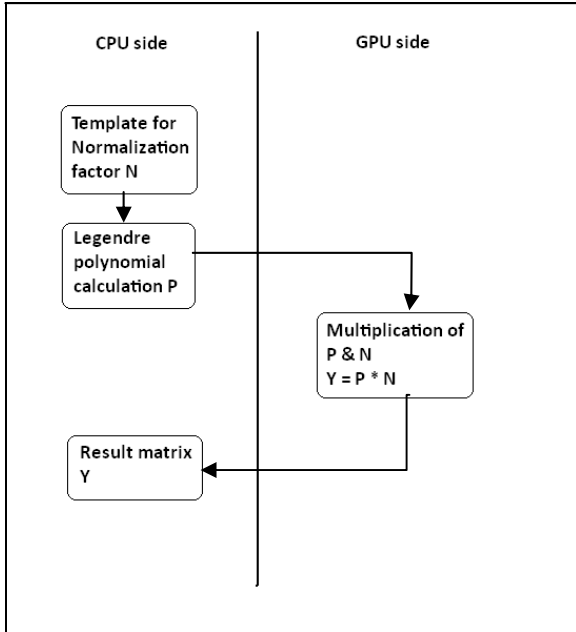 CPU side
GPU side
Template for
Normalization
factor N
Legendre
polynomial
calculation P
Multiplication of
P & N
Y = P * N
Result matrix
Y